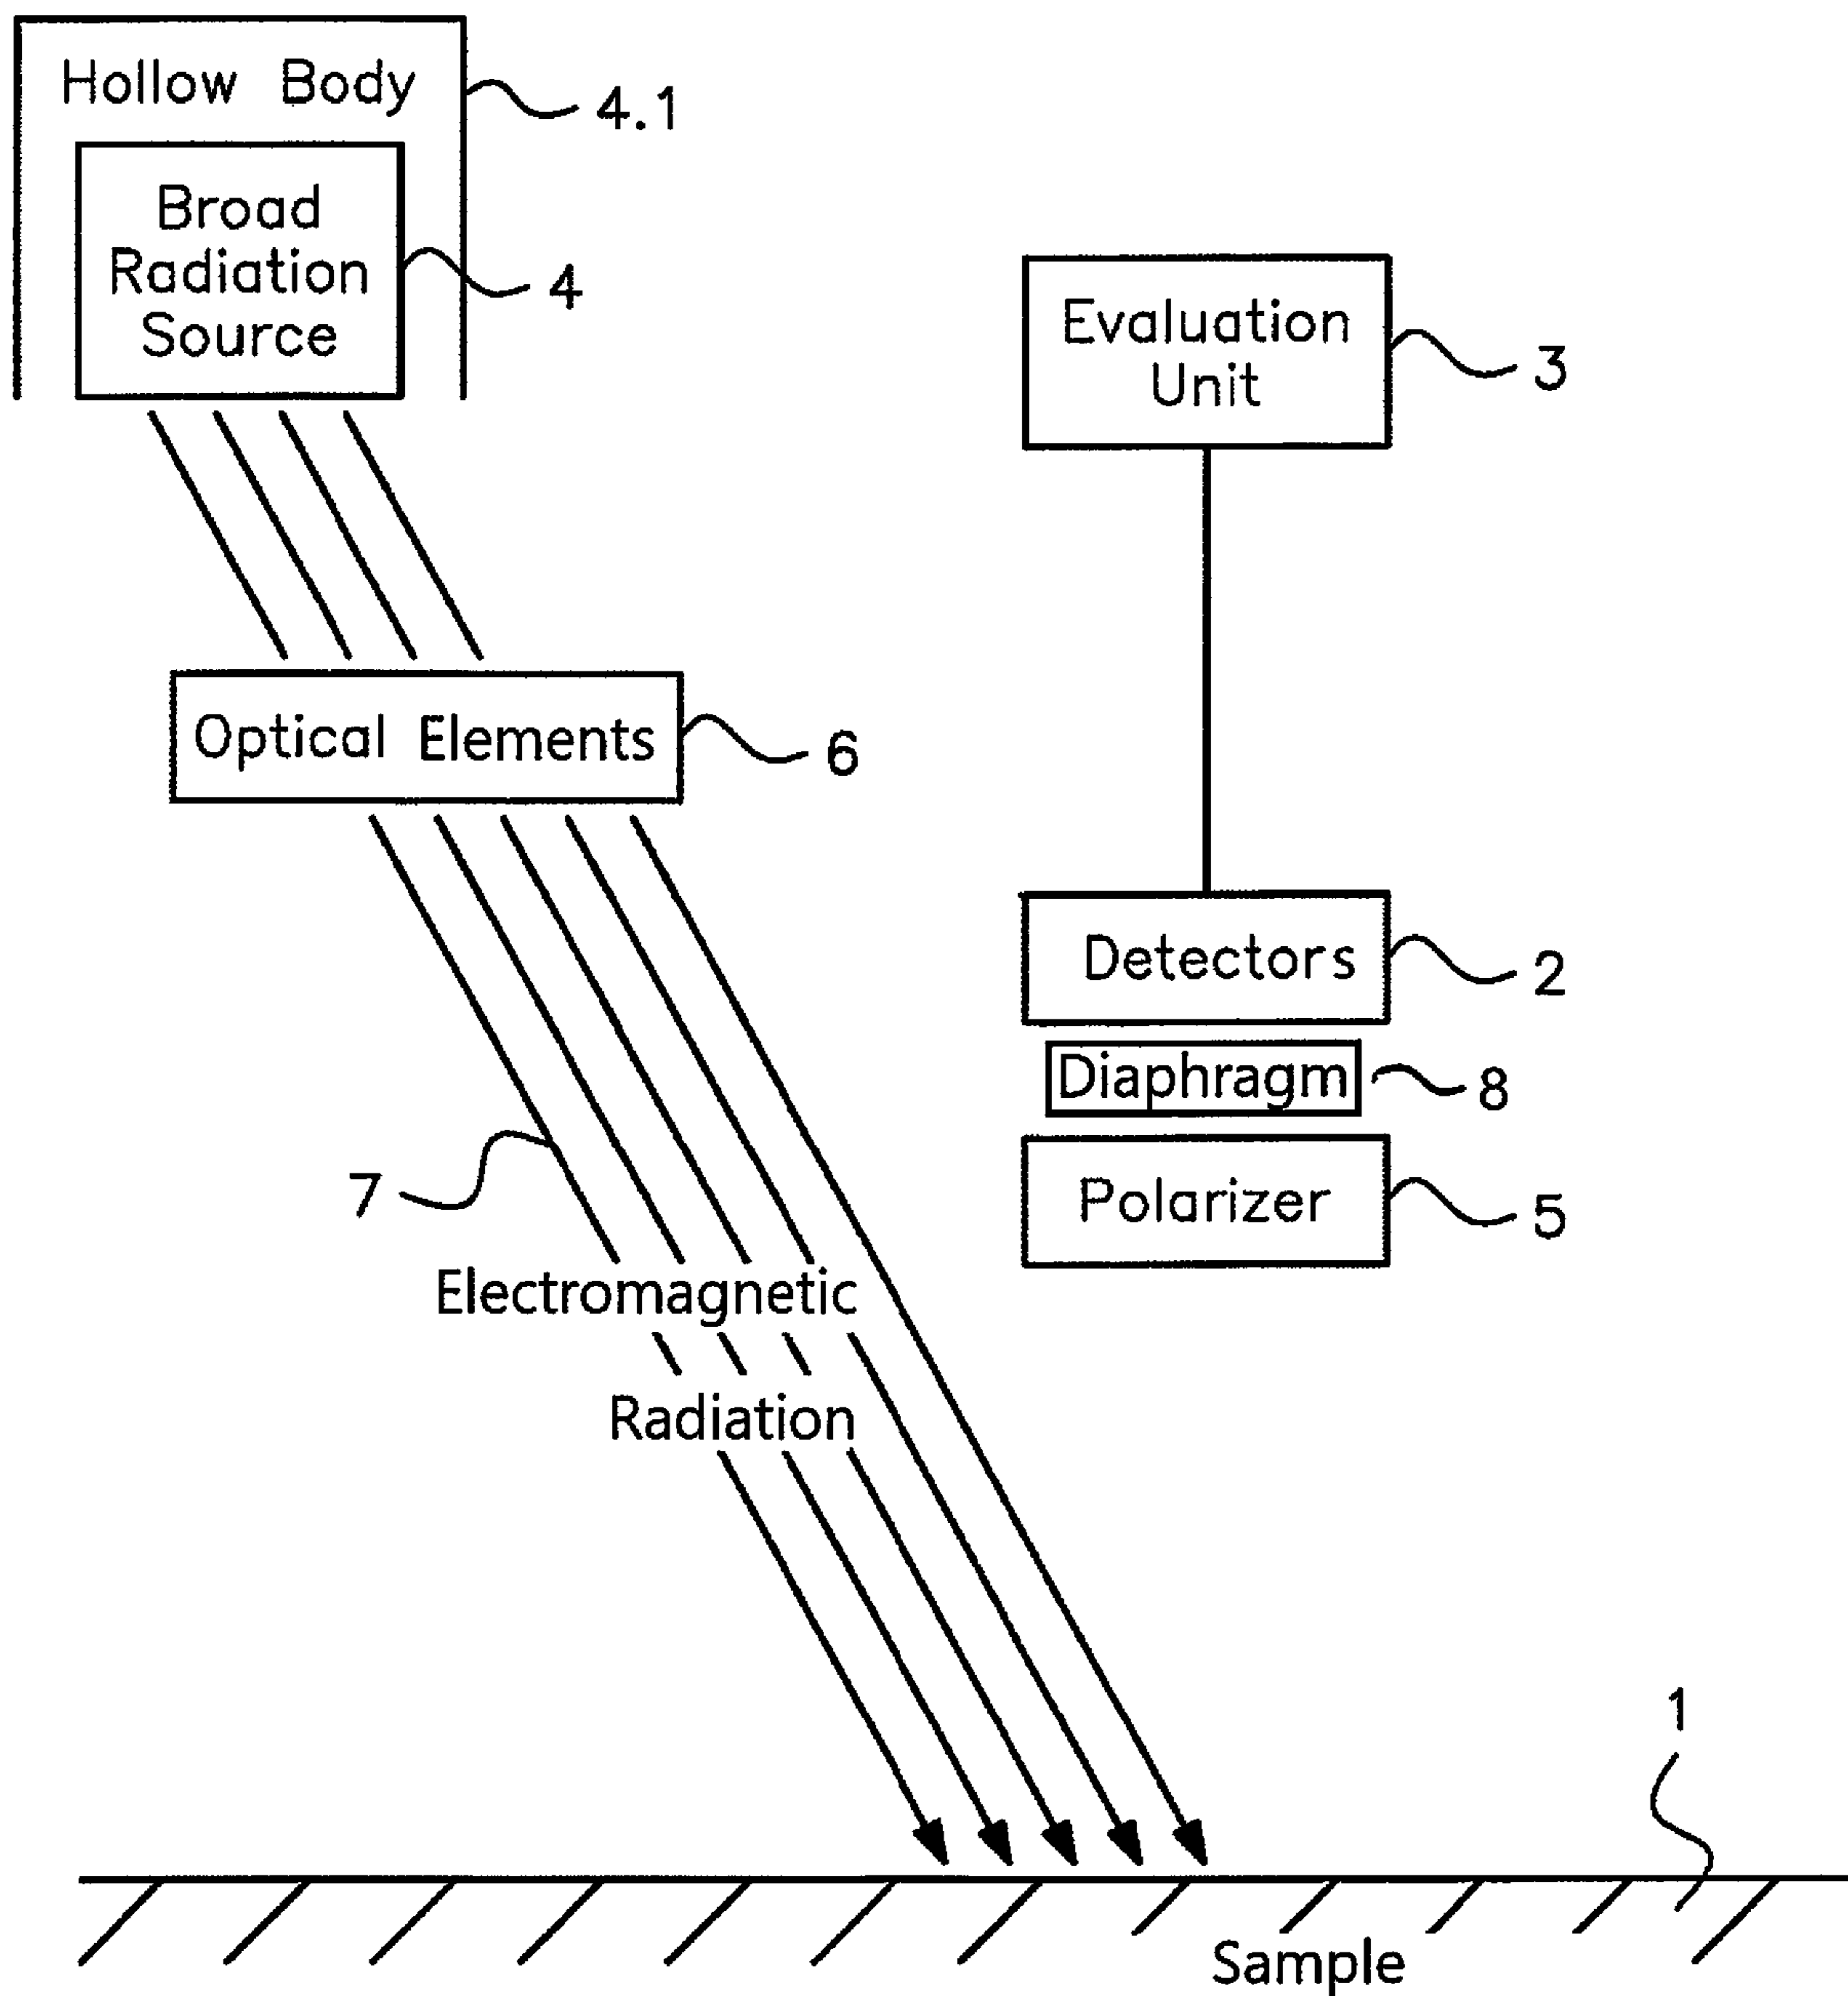 Hollow Body
4.1
Broad
Radiation
Source
4
Evaluation
Unit
3
Optical Elements
6
Detectors
2
Diaphragm
8
Polarizer
5
7
Electromagnetic
Radiation
1
Sample